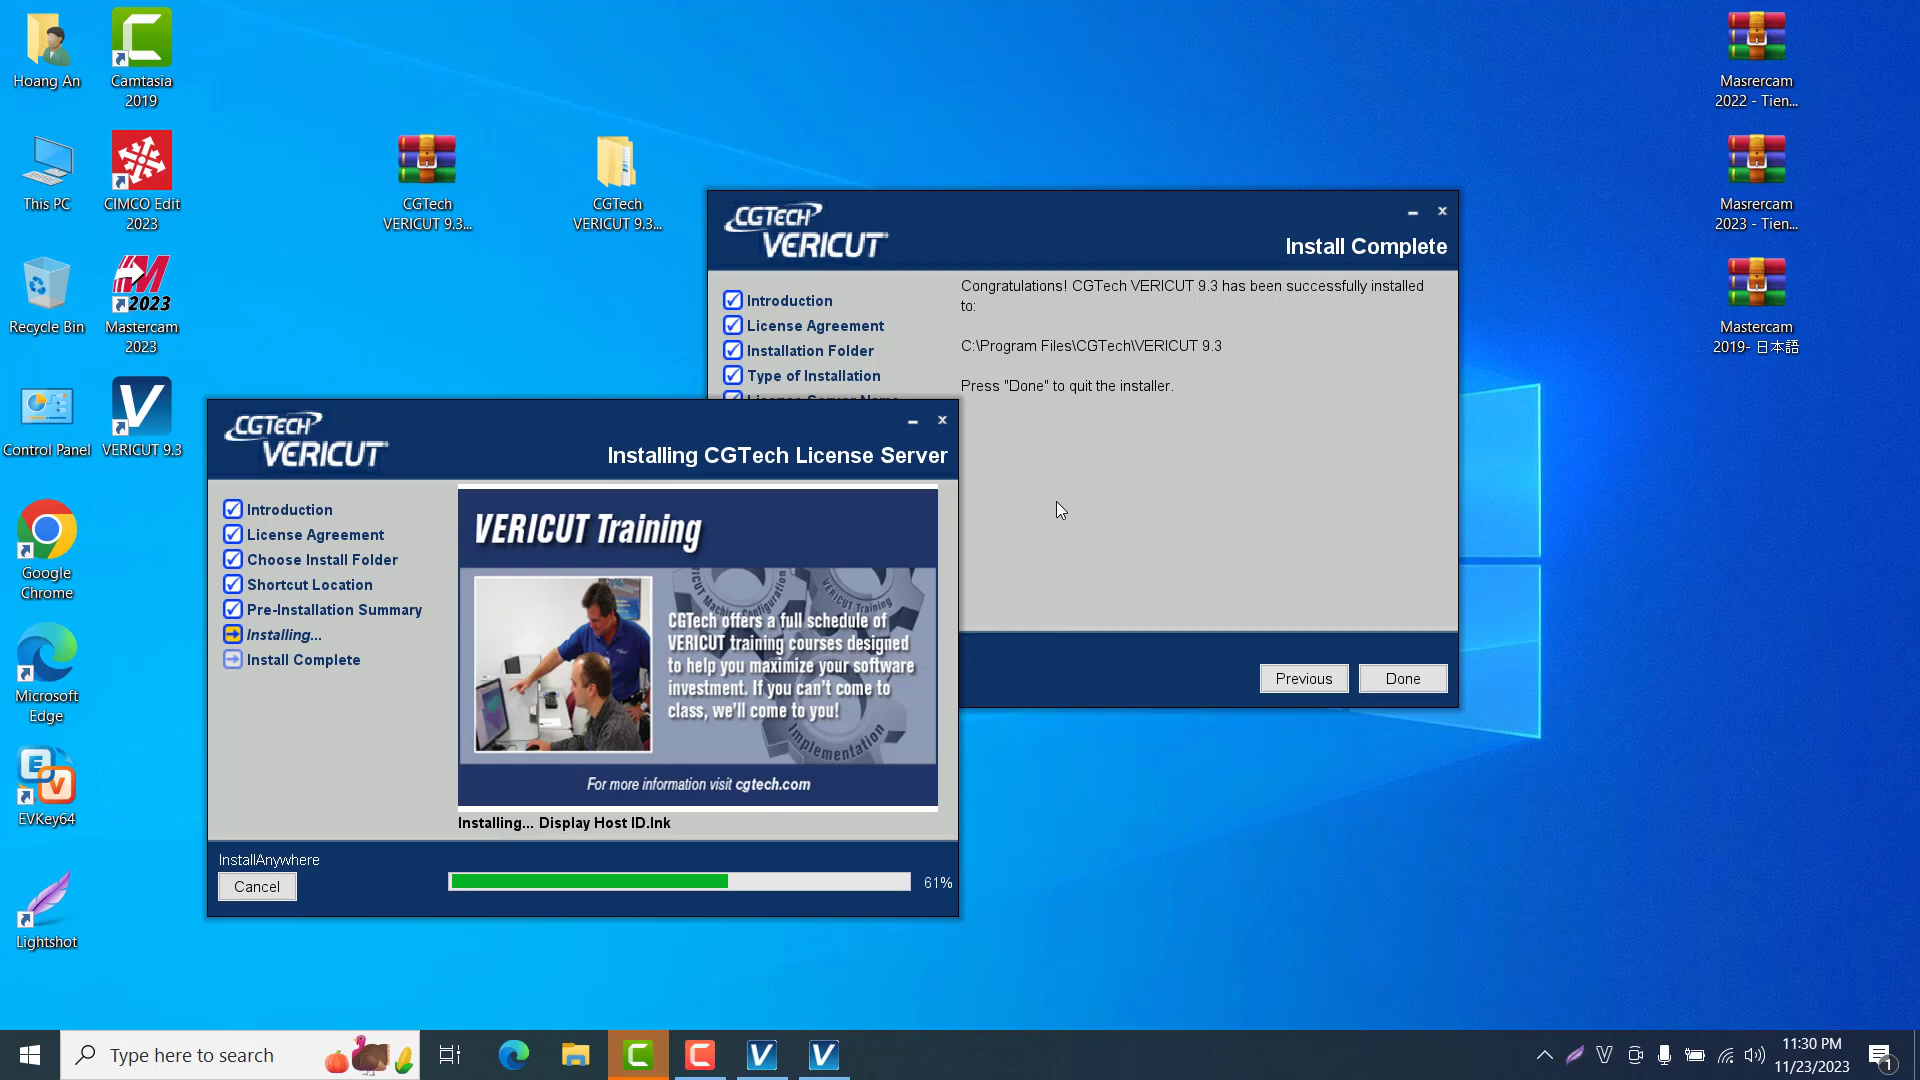 Hoang An
Camtasia
2019
This PC
CIMCO Edit
2023
Recycle Bin
Mastercam
2023
Control Panel
VERICUT 9.3
Google
Chrome
Microsoft
Edge
EVKey64
Lightshot
CGTech
VERICUT 9.3...
CGTech
VERICUT 9.3...
Masrercam
2022 - Tien...
Masrercam
2023 - Tien...
Mastercam
2019- 日本語
CGTECH
VERICUT
Install Complete
Introduction
License Agreement
Installation Folder
Type of Installation
License Server Name
Congratulations! CGTech VERICUT 9.3 has been successfully installed
to:
C:\Program Files\CGTech\VERICUT 9.3
Press "Done" to quit the installer.
Previous
Done
CGTECH
VERICUT
Installing CGTech License Server
Introduction
License Agreement
Choose Install Folder
Shortcut Location
Pre-Installation Summary
Installing...
Install Complete
VERICUT Training
CGTech offers a full schedule of
VERICUT training courses designed
to help you maximize your software
investment. If you can't come to
class, we'll come to you!
VERICUT Training
Implementation
For more information visit cgtech.com
Installing... Display Host ID.lnk
InstallAnywhere
Cancel
61%
Type here to search
11:30 PM
11/23/2023
1